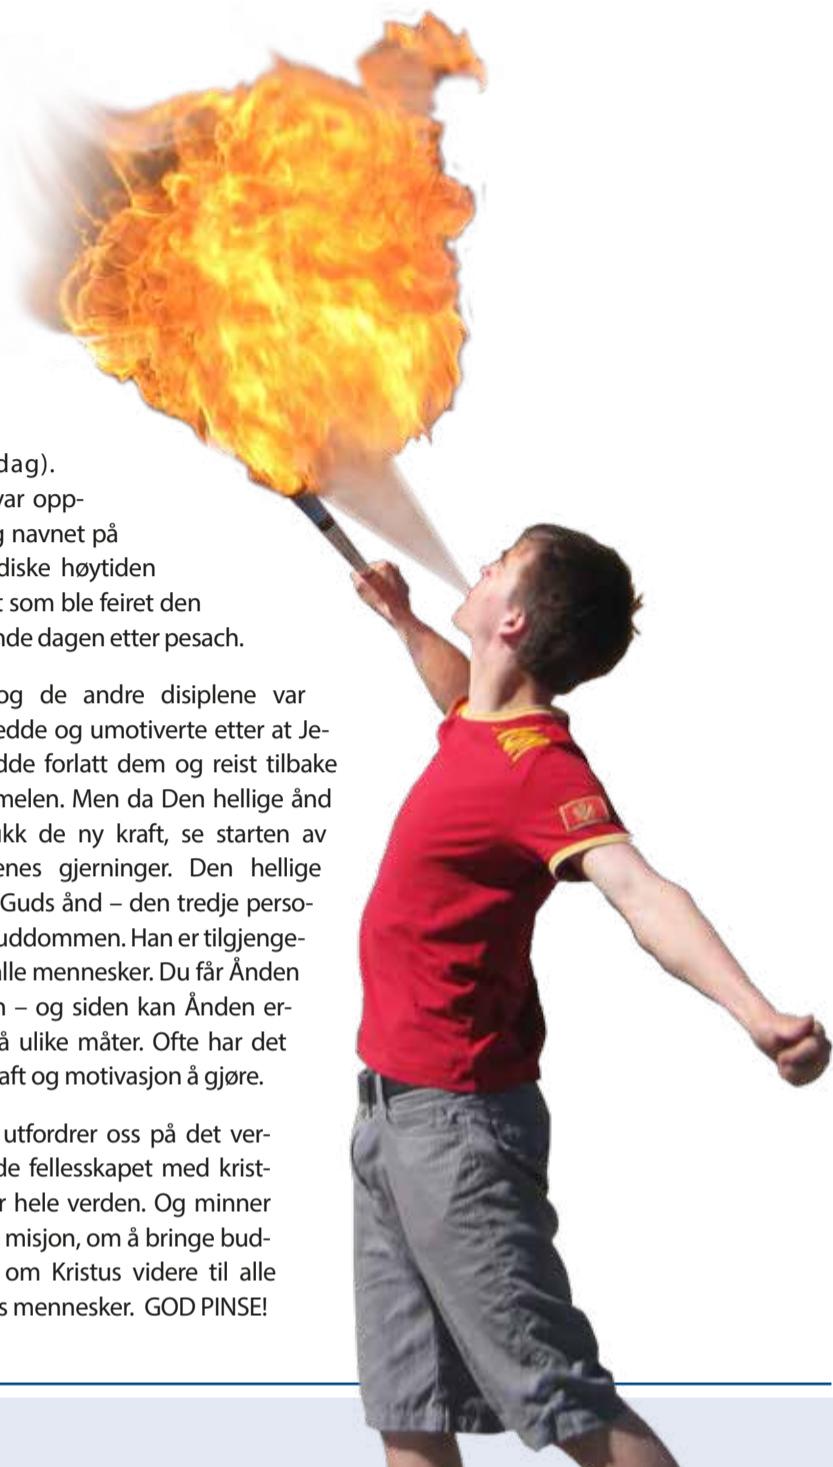 dag).
var opp-
g navnet på
diske høytiden
t som ble feiret den
nde dagen etter pesach.
og de andre disiplene var
edde og umotiverte etter at Je-
dde forlatt dem og reist tilbake
melen. Men da Den hellige ånd
kk de ny kraft, se starten av
enes gjerninger. Den hellige
Guds ånd – den tredje perso-
uddommen. Han er tilgjenge-
alle mennesker. Du får Ånden
n – og siden kan Ånden er-
å ulike måter. Ofte har det
aft og motivasjon å gjøre.
utfordrer oss på det ver-
de fellesskapet med krist-
r hele verden. Og minner
misjon, om å bringe bud-
om Kristus videre til alle
s mennesker. GOD PINSE!